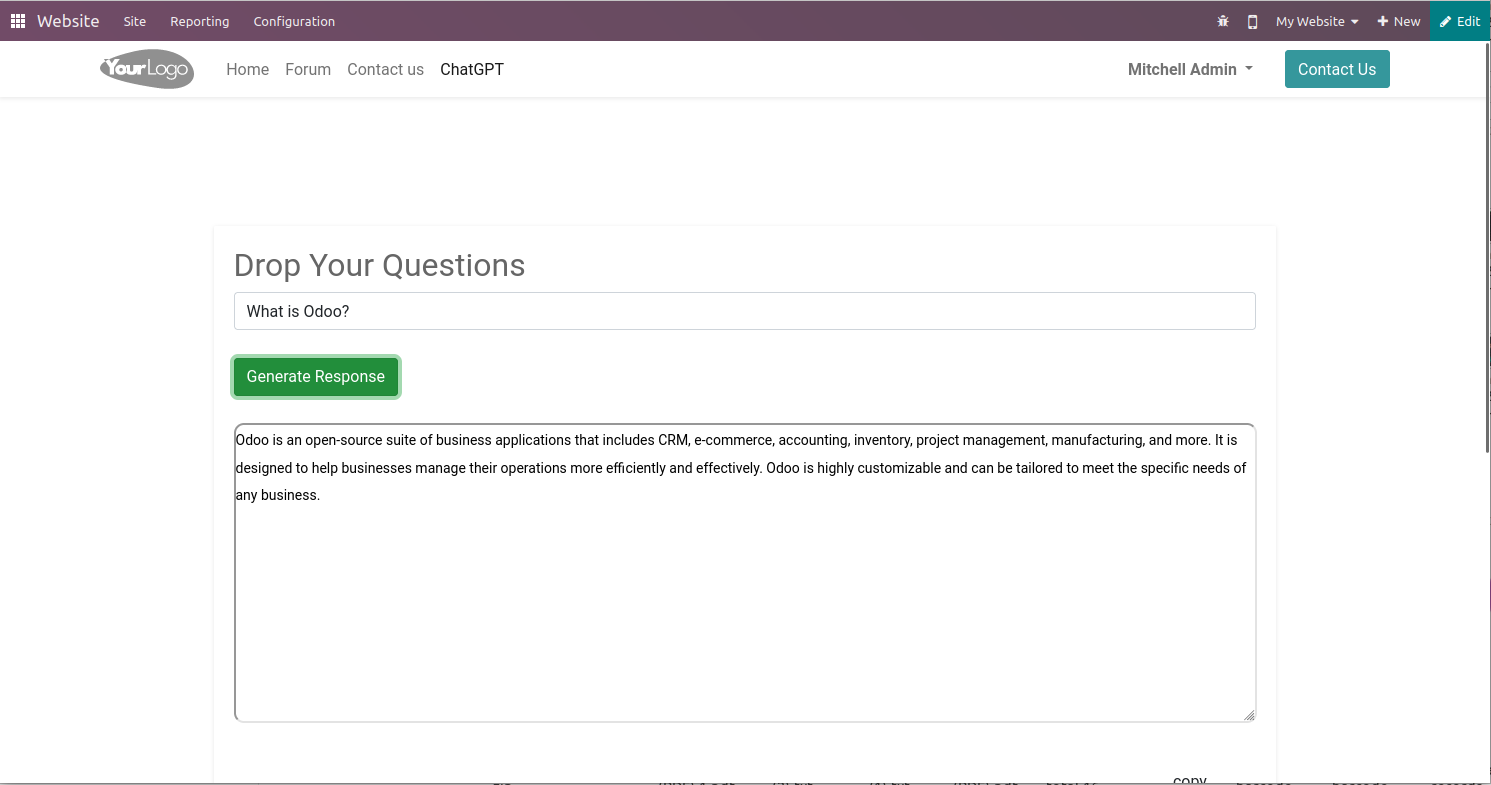 Website Site Reporting Configuration My Website New Edit
YourLogo Home Forum Contact us ChatGPT Mitchell Admin Contact Us
Drop Your Questions
What is Odoo?
Generate Response
Odoo is an open-source suite of business applications that includes CRM, e-commerce, accounting, inventory, project management, manufacturing, and more. It is
designed to help businesses manage their operations more efficiently and effectively. Odoo is highly customizable and can be tailored to meet the specific needs of
any business.
copy